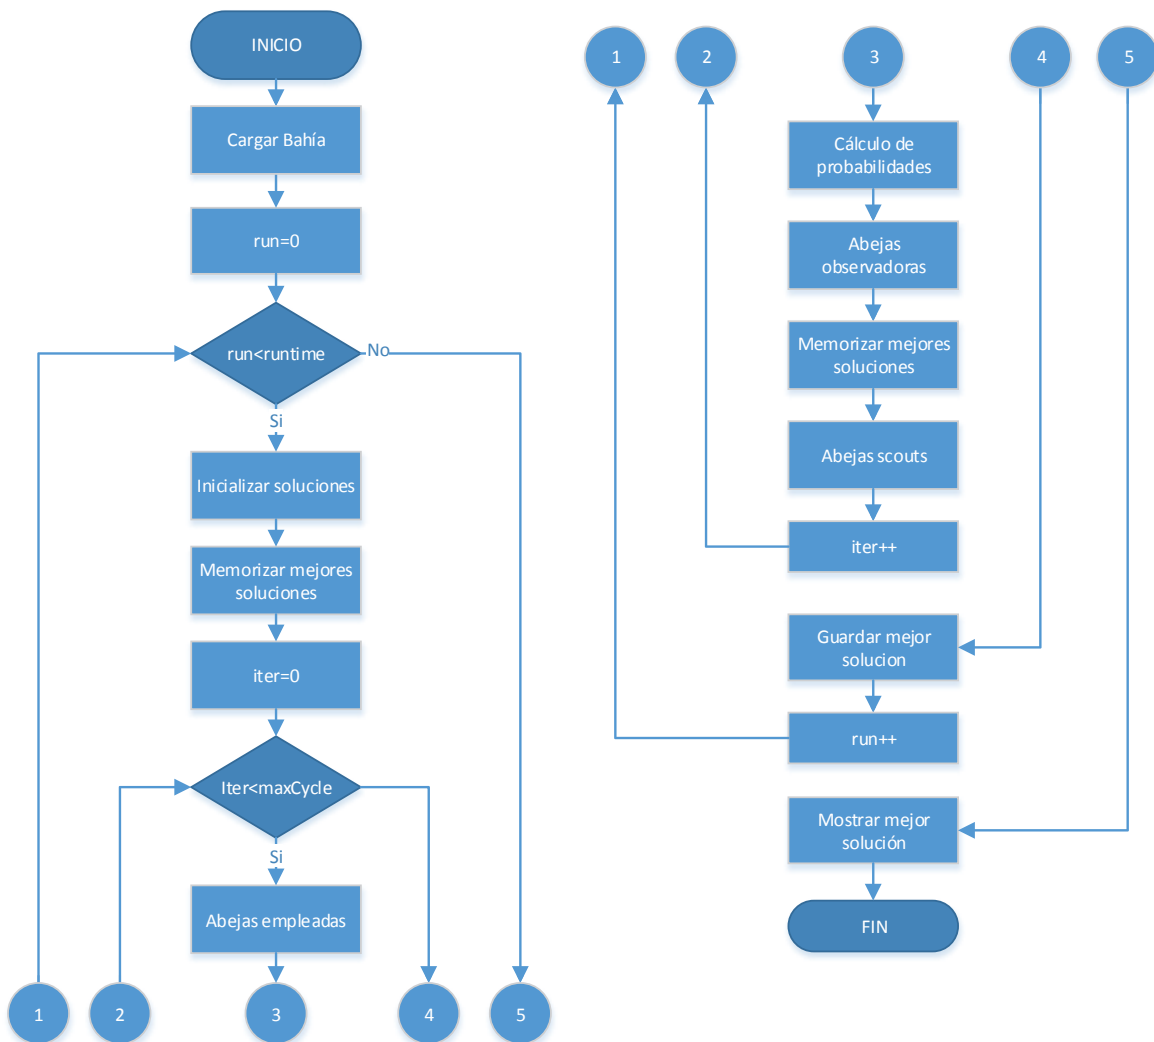 INICIO
Cargar Bahía
run=0
run<runtime
No
Si
Inicializar soluciones
Memorizar mejores
soluciones
iter=0
Iter<maxCycle
Si
Abejas empleadas
1
2
3
4
5
1
2
3
4
5
Cálculo de
probabilidades
Abejas
observadoras
Memorizar mejores
soluciones
Abejas scouts
iter++
Guardar mejor
solucion
run++
Mostrar mejor
solución
FIN